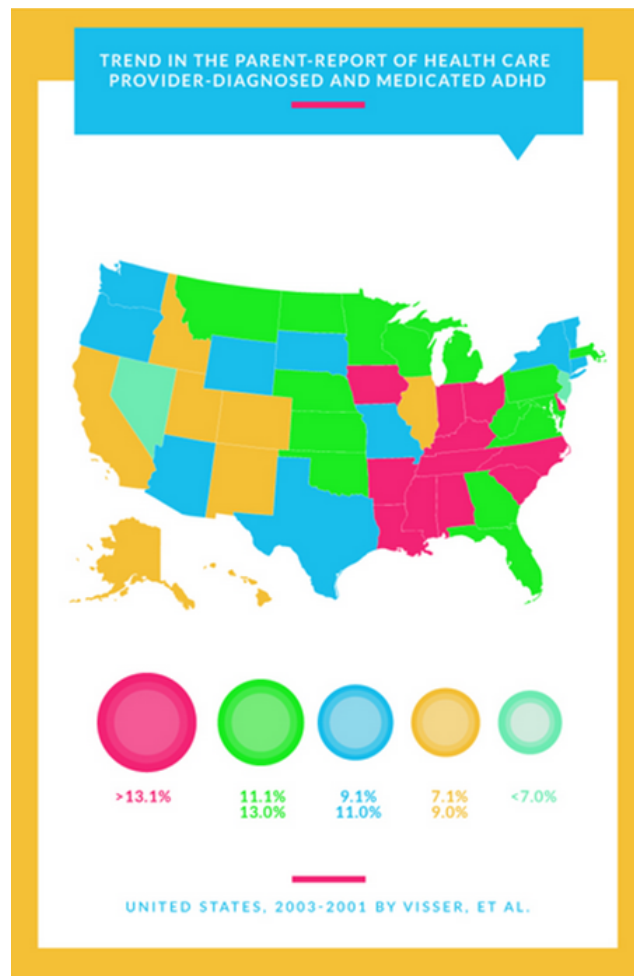 TREND IN THE PARENT-REPORT OF HEALTH CARE
PROVIDER-DIAGNOSED AND MEDICATED ADHD
>13.1%
11.1%
13.0%
9.1%
11.0%
7.1%
9.0%
<7.0%
UNITED STATES, 2003-2001 BY VISSER, ET AL.